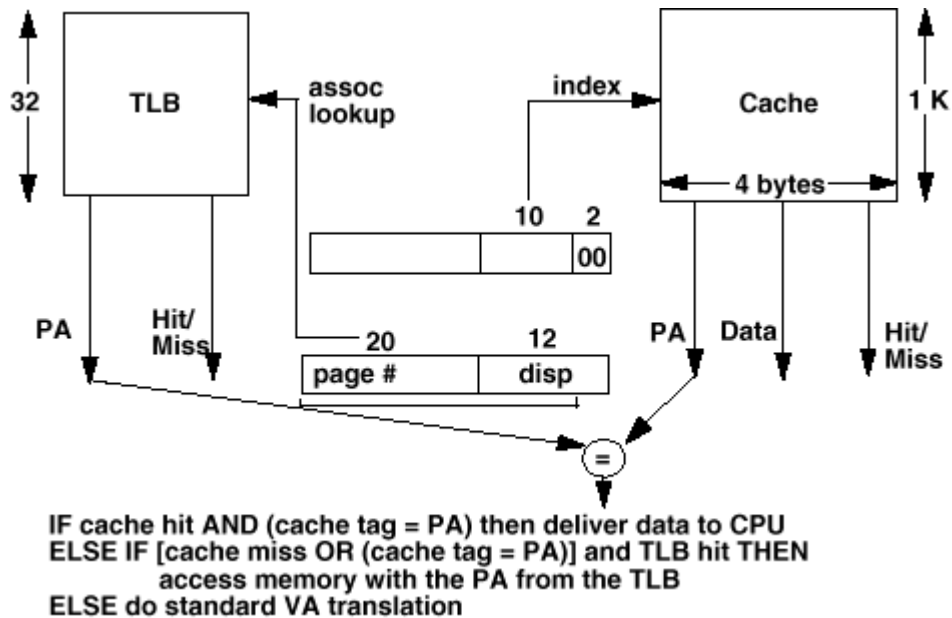 32
TLB
assoc
lookup
index
Cache
1 K
4 bytes
10 2
00
PA
Hit/
Miss
20
12
page #
disp
PA
Data
Hit/
Miss
=
IF cache hit AND (cache tag = PA) then deliver data to CPU
ELSE IF [cache miss OR (cache tag = PA)] and TLB hit THEN
access memory with the PA from the TLB
ELSE do standard VA translation